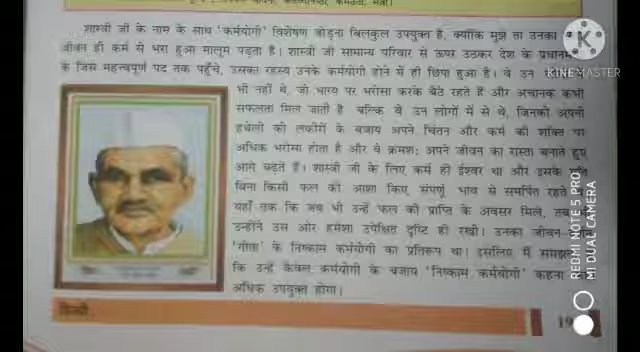 शास्त्री जी के नाम के साथ 'कर्मयोगी' विशेषण जोड़ना बिलकुल उपयुक्त है, क्योंकि मुझे तो उनका
जीवन ही कर्म से भरा हुआ मालूम पड़ता है। शास्त्री जी सामान्य परिवार से ऊपर उठकर देश के प्रधानमंत्री
के जिस महत्त्वपूर्ण पद तक पहुँचे, उसका रहस्य उनके कर्मयोगी होने में ही छिपा हुआ है। वे उन
भी नहीं थे, जो भाग्य पर भरोसा करके बैठे रहते हैं और अचानक कभी
सफलता मिल जाती है बल्कि वे उन लोगों में से थे, जिनको अपनी
हथेली की लकीरों के बजाय अपने चिंतन और कर्म की शक्ति पर
अधिक भरोसा होता है और वे क्रमशः अपने जीवन का रास्ता बनाते हुए
आगे बढ़ते हैं। शास्त्री जी के लिए कर्म ही ईश्वर था और इसके प्रति
बिना किसी फल की आशा किए संपूर्ण भाव से समर्पित रहते
यहाँ तक कि जब भी उन्हें फल की प्राप्ति के अवसर मिले, तब
उन्होंने उस ओर हमेशा उपेक्षित दृष्टि ही रखी। उनका जीवन
'गीता' के निष्काम कर्मयोगी का प्रतिरूप था। इसलिए मैं समझता
कि उन्हें केवल कर्मयोगी के बजाय 'निष्काम कर्मयोगी' कहना
अधिक उपयुक्त होगा।
हिन्दी
19
KINEMASTER
REDMI NOTE 5 PRO
MI DUAL CAMERA